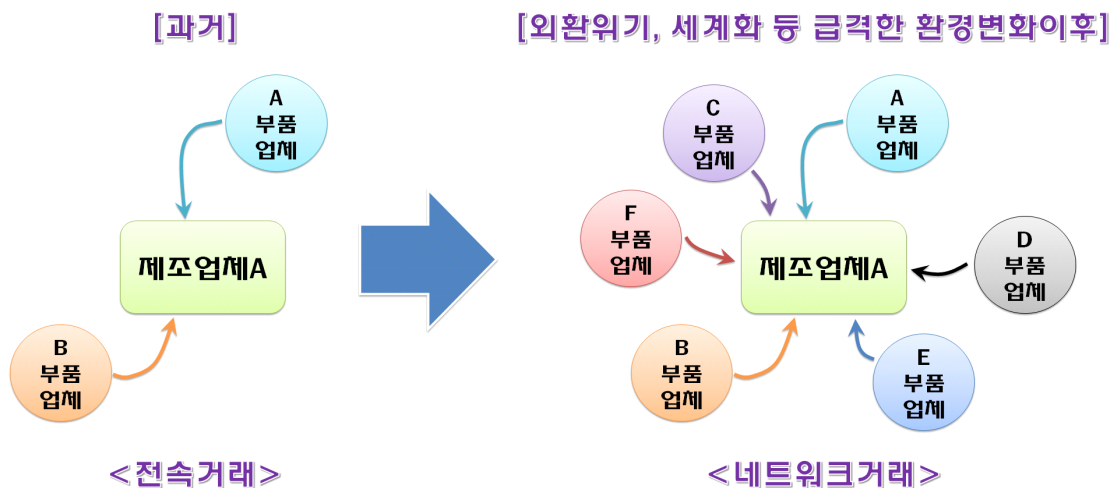 [과거]
[외환위기, 세계화 등 급격한 환경변화이후]
A
부품
업체
제조업체A
B
부품
업체
<전속거래>
C
부품
업체
A
부품
업체
F
부품
업체
제조업체A
D
부품
업체
B
부품
업체
E
부품
업체
<네트워크거래>